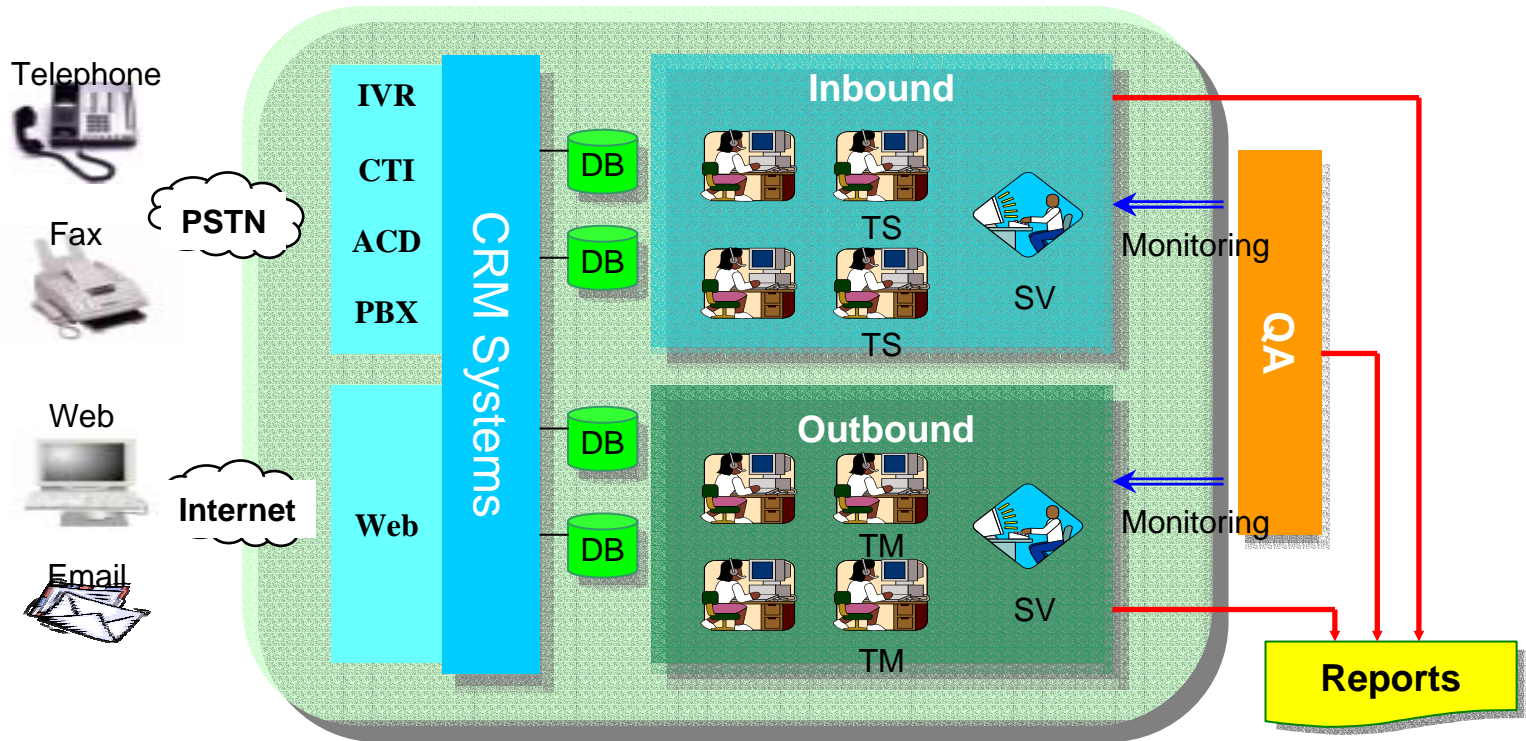 Telephone
Fax
Web
Email
PSTN
Internet
IVR
CTI
ACD
PBX
Web
CRM Systems
DB
DB
DB
DB
Inbound
TS
TS
SV
Outbound
TM
TM
SV
Monitoring
Monitoring
QA
Reports